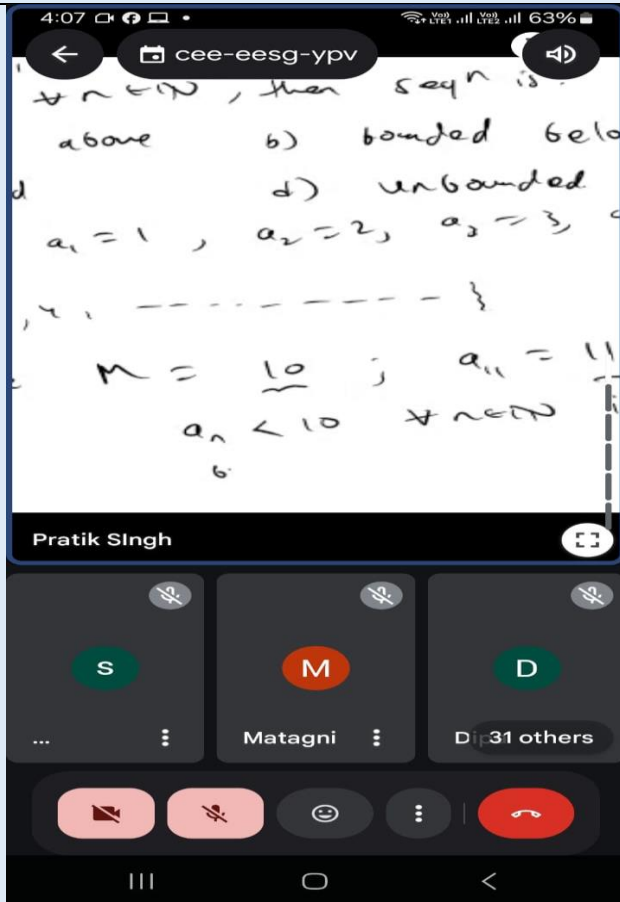 4:07 63%
cee-eesg-ypv
∀ n ∈ ℕ, then seqⁿ is
above b) bounded belo
d d) unbounded
a₁ = 1 , a₂ = 2, a₃ = 3,
, 4, - - - - - - - - - }
M = 10 ; a₁₁ = 11
aₙ < 10 ∀ n ∈ ℕ
Pratik SIngh
S M D
... Matagni Dip 31 others